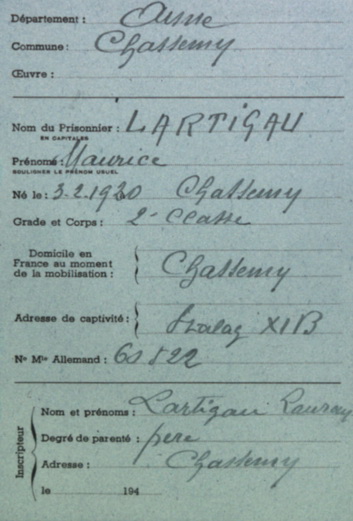 Département : Aisne
Commune : Chassemy
Œuvre :
Nom du Prisonnier : LARTIGAU
EN CAPITALES
Prénoms : Maurice
SOULIGNER LE PRÉNOM USUEL
Né le : 3.2.1920 Chassemy
Grade et Corps : 2e Classe
Domicile en
France au moment
de la mobilisation : Chassemy
Adresse de captivité : Stalag XIB
No Mle Allemand :
Inscripteur
Nom et prénoms : Lartigau
Degré de parenté : père
Adresse : Chassemy
le 194